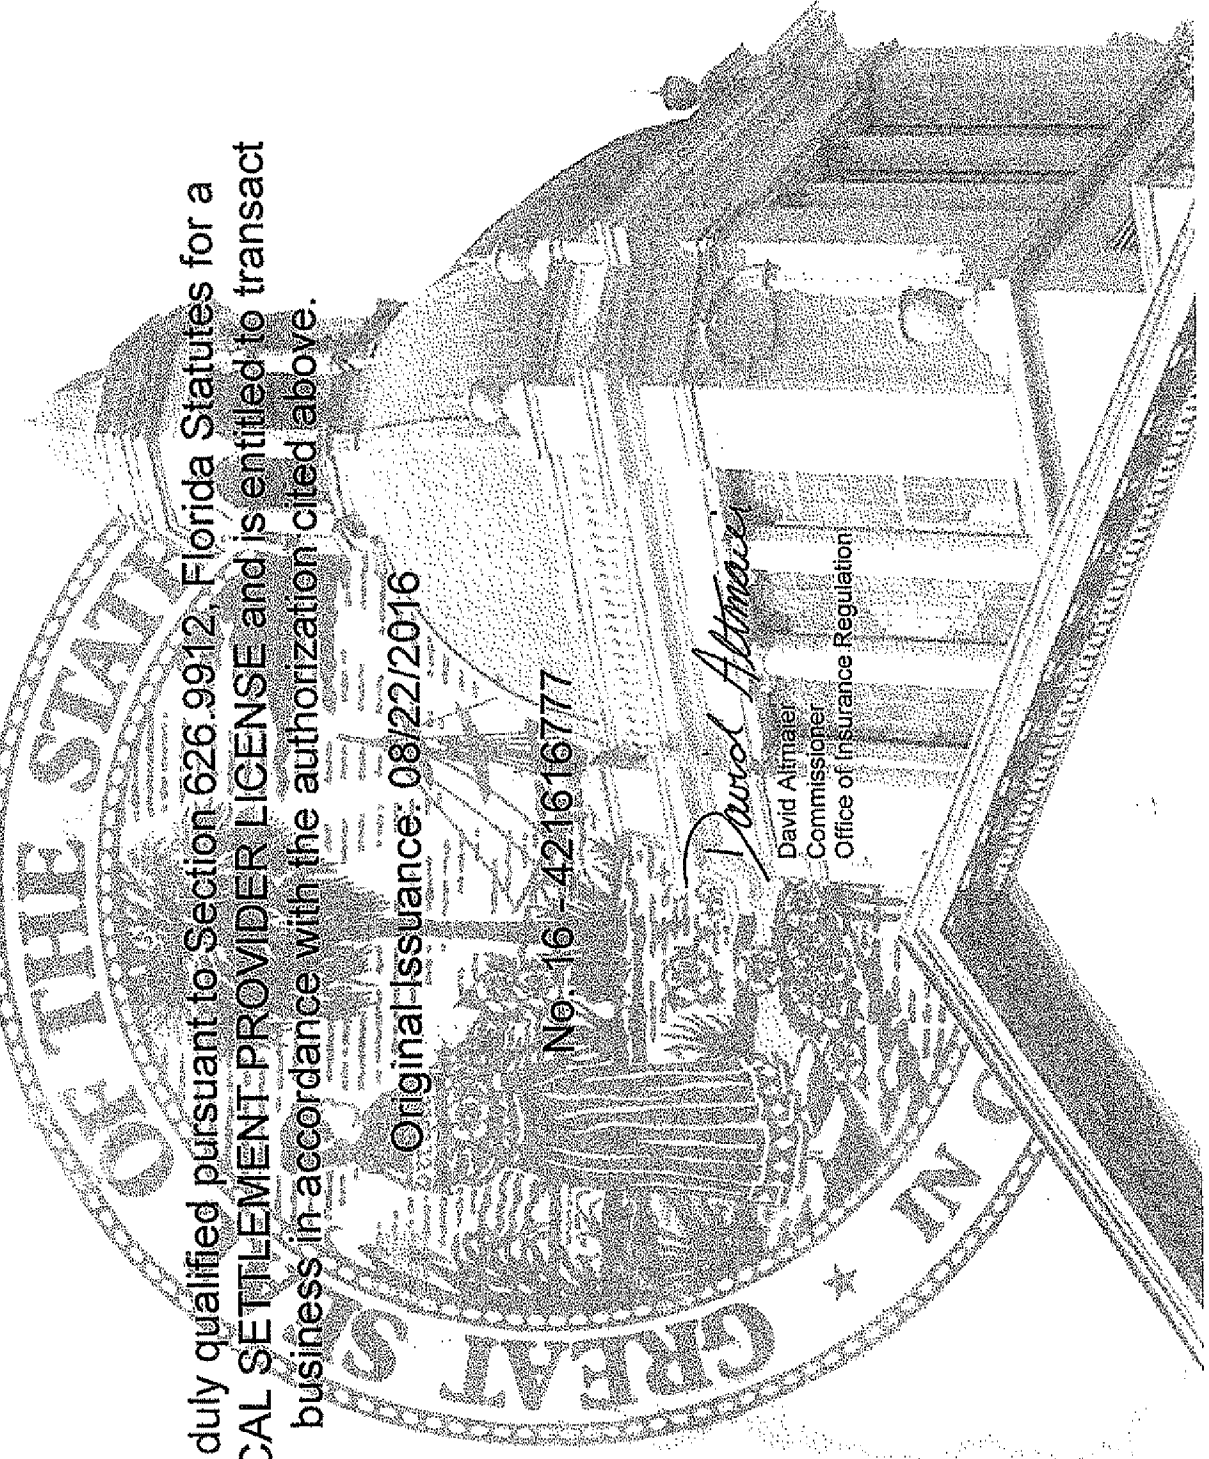 duly qualified pursuant to Section 626.9912, Florida Statutes for a
CAL SETTLEMENT PROVIDER LICENSE and is entitled to transact
business in accordance with the authorization cited above.
Original Issuance: 08/22/2016
No. 16-421616777
David Altmaier
David Altmaier
Commissioner
Office of Insurance Regulation
GREAT S
OF THE STATE
IN